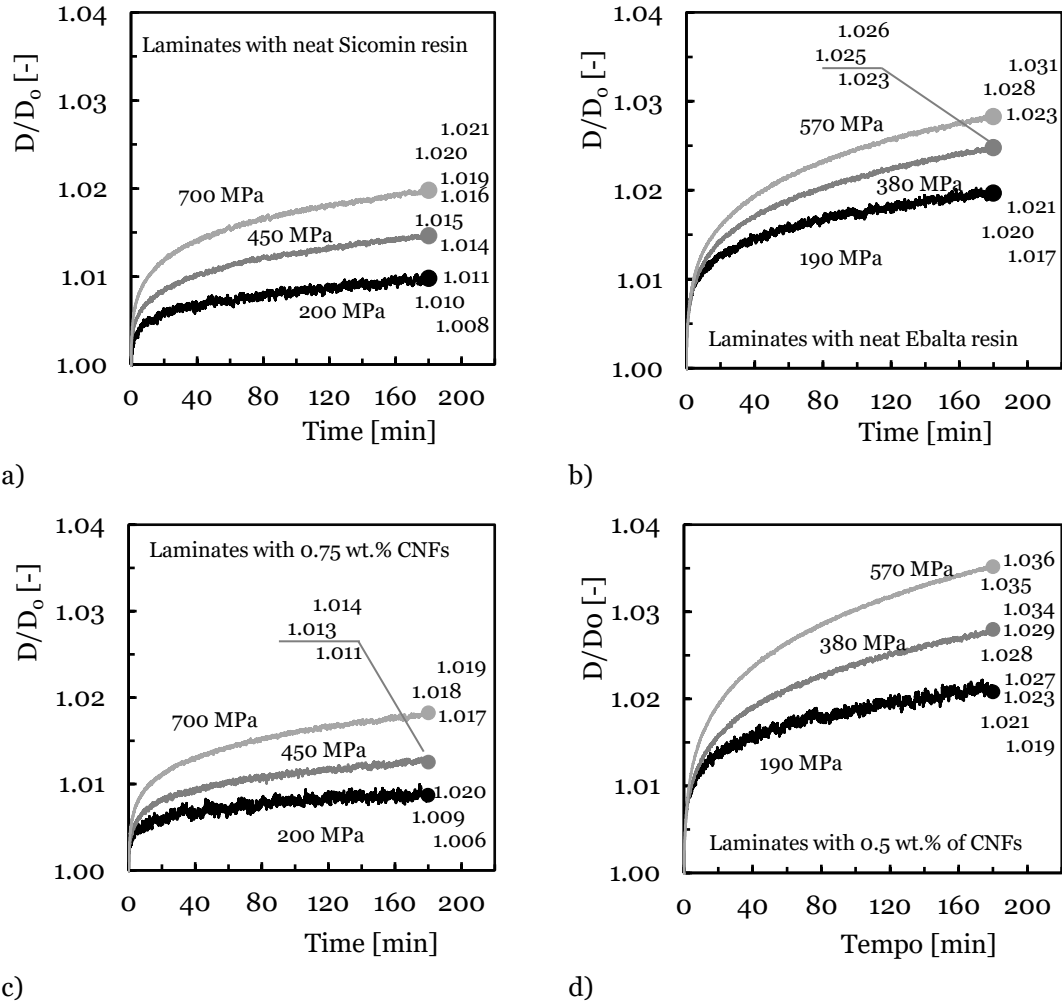 1.04
Laminates with neat Sicomin resin
1.03
D/D₀ [-]
1.021
1.020
1.02
1.019
1.016
700 MPa
1.015
450 MPa
1.014
1.01
1.011
200 MPa
1.010
1.008
1.00
0 40 80 120 160 200
Time [min]
a)
1.04
1.026
1.025
1.023
1.031
1.028
1.023
1.03
D/D₀ [-]
570 MPa
380 MPa
1.02
1.021
1.020
1.017
190 MPa
1.01
Laminates with neat Ebalta resin
1.00
0 40 80 120 160 200
Time [min]
b)
1.04
Laminates with 0.75 wt.% CNFs
1.03
D/D₀ [-]
1.014
1.013
1.011
1.019
1.018
1.02
1.017
700 MPa
450 MPa
1.01
1.020
1.009
1.006
200 MPa
1.00
0 40 80 120 160 200
Time [min]
c)
1.04
570 MPa
1.036
1.035
1.034
1.03
D/D0 [-]
380 MPa
1.029
1.028
1.027
1.02
1.023
1.021
1.019
190 MPa
1.01
Laminates with 0.5 wt.% of CNFs
1.00
0 40 80 120 160 200
Tempo [min]
d)